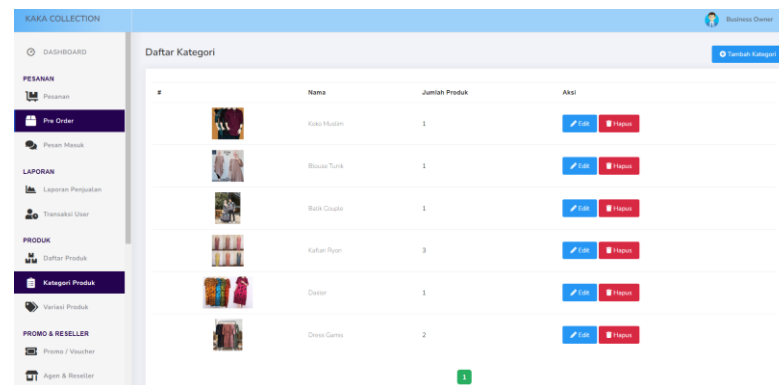 KAKA COLLECTION
Business Owner
DASHBOARD
PESANAN
Pesanan
Pre Order
Pesan Masuk
LAPORAN
Laporan Penjualan
Transaksi User
PRODUK
Daftar Produk
Kategori Produk
Variasi Produk
PROMO & RESELLER
Promo / Voucher
Agen & Reseller
Daftar Kategori
Tambah Kategori
# Nama Jumlah Produk Aksi
Koko Muslim 1 Edit Hapus
Blouse Tunik 1 Edit Hapus
Batik Couple 1 Edit Hapus
Kaftan Ryon 3 Edit Hapus
Daster 1 Edit Hapus
Dress Gamis 2 Edit Hapus
1